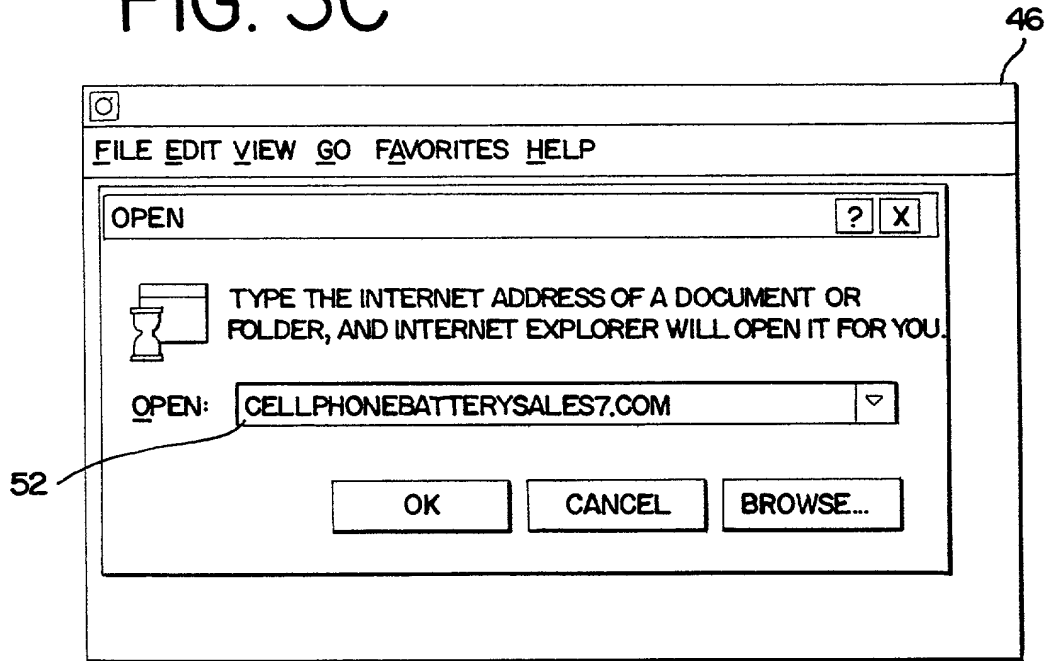 FIG. 5C
46
FILE EDIT VIEW GO FAVORITES HELP
OPEN ? X
TYPE THE INTERNET ADDRESS OF A DOCUMENT OR
FOLDER, AND INTERNET EXPLORER WILL OPEN IT FOR YOU.
OPEN: CELLPHONEBATTERYSALES7.COM
52
OK CANCEL BROWSE...